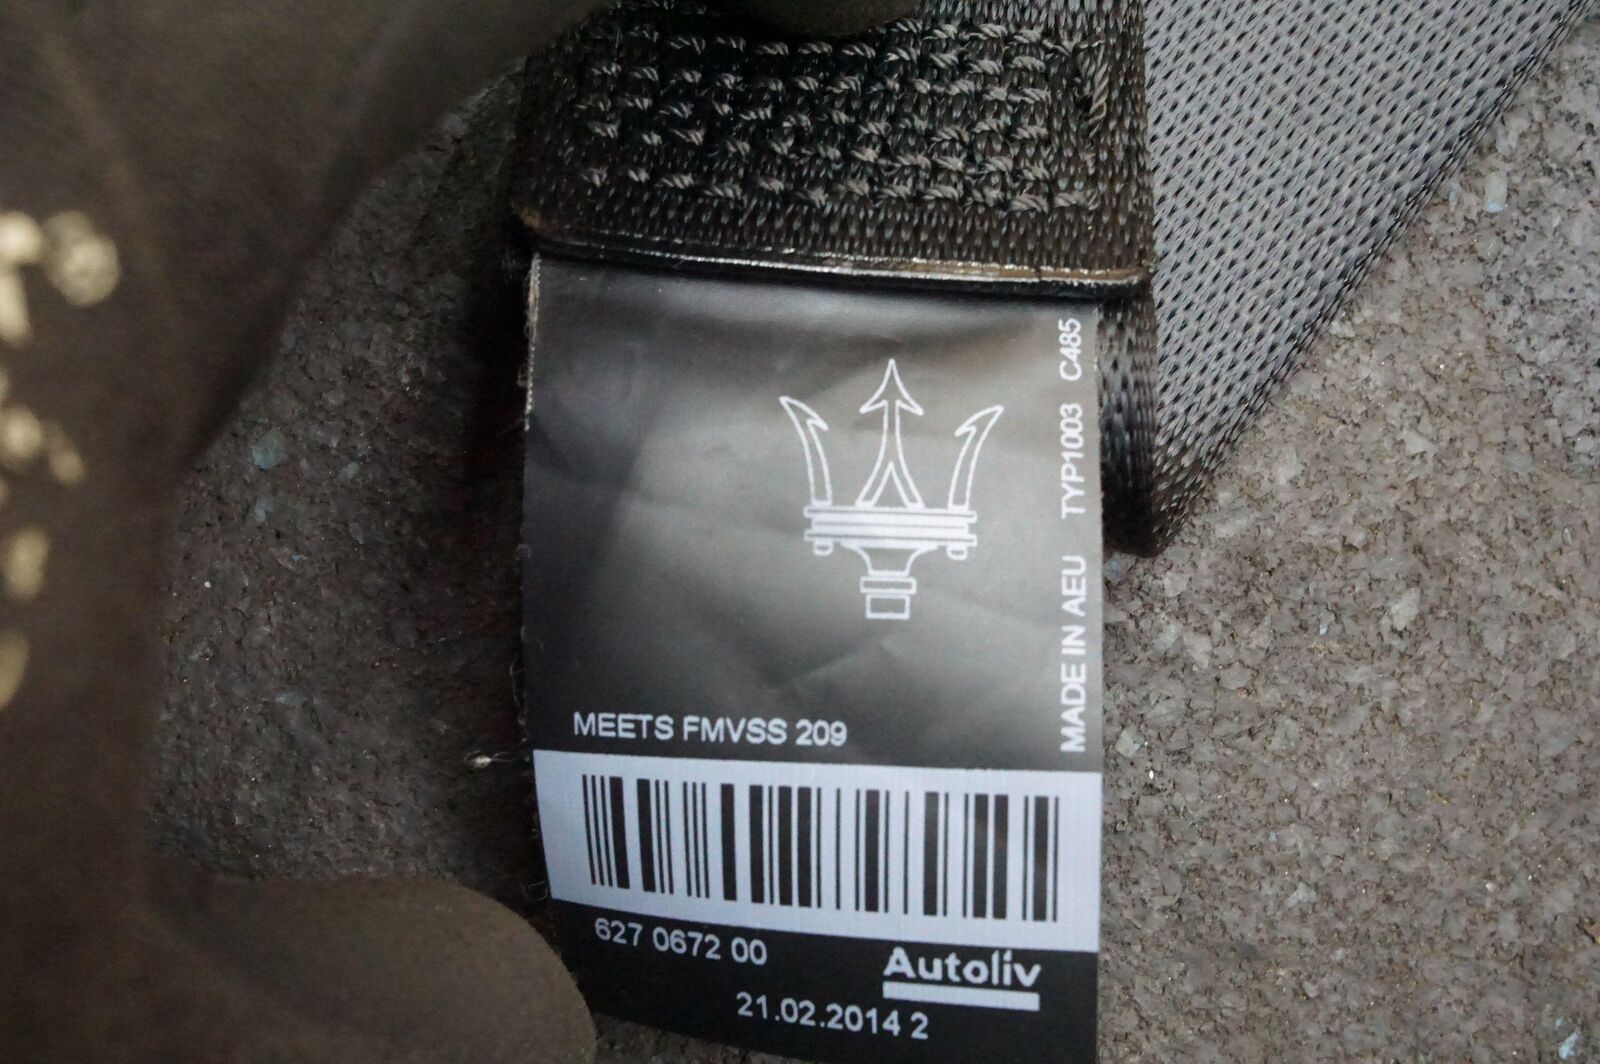 MADE IN AEU TYP1003 C485
MEETS FMVSS 209
627 0672 00
Autoliv
21.02.2014 2